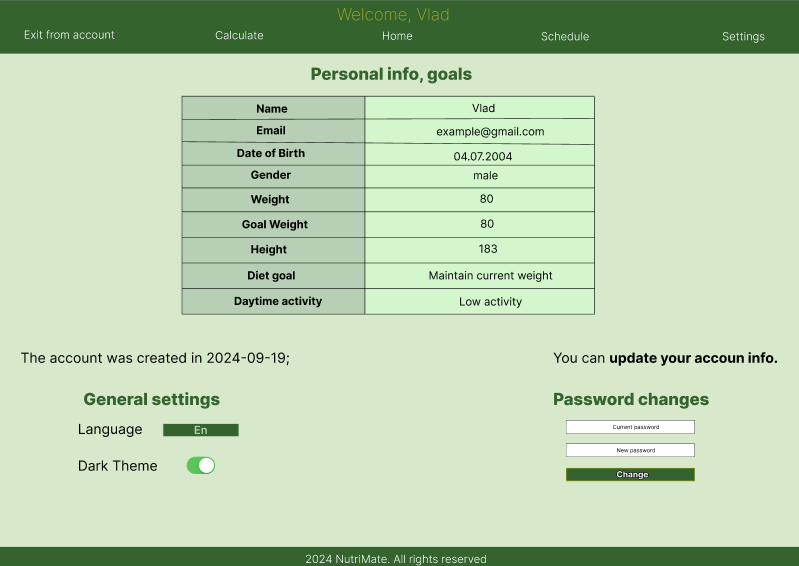 Welcome, Vlad
Exit from account Calculate Home Schedule Settings
Personal info, goals
Name Vlad
Email example@gmail.com
Date of Birth 04.07.2004
Gender male
Weight 80
Goal Weight 80
Height 183
Diet goal Maintain current weight
Daytime activity Low activity
The account was created in 2024-09-19; You can update your accoun info.
General settings
Language En
Dark Theme
Password changes
Current password
New password
Change
2024 NutriMate. All rights reserved